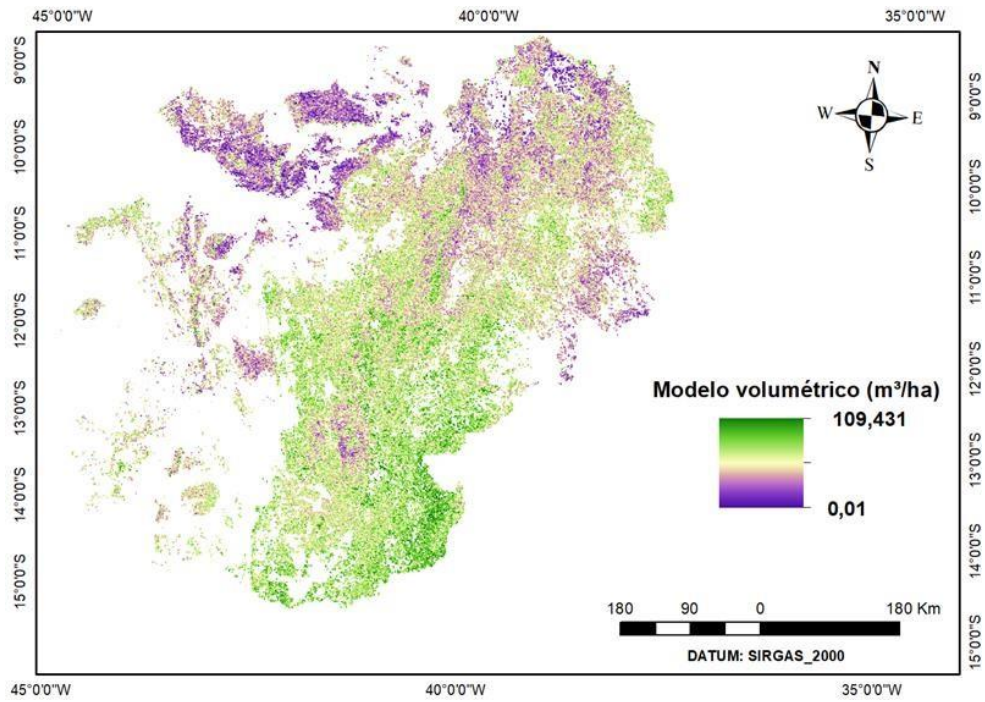 45°0'0"W 40°0'0"W 35°0'0"W
9°0'0"S
10°0'0"S
11°0'0"S
12°0'0"S
13°0'0"S
14°0'0"S
15°0'0"S
N
W E
S
9°0'0"S
10°0'0"S
11°0'0"S
12°0'0"S
13°0'0"S
14°0'0"S
15°0'0"S
Modelo volumétrico (m³/ha)
109,431
0,01
180 90 0 180 Km
DATUM: SIRGAS_2000
45°0'0"W 40°0'0"W 35°0'0"W